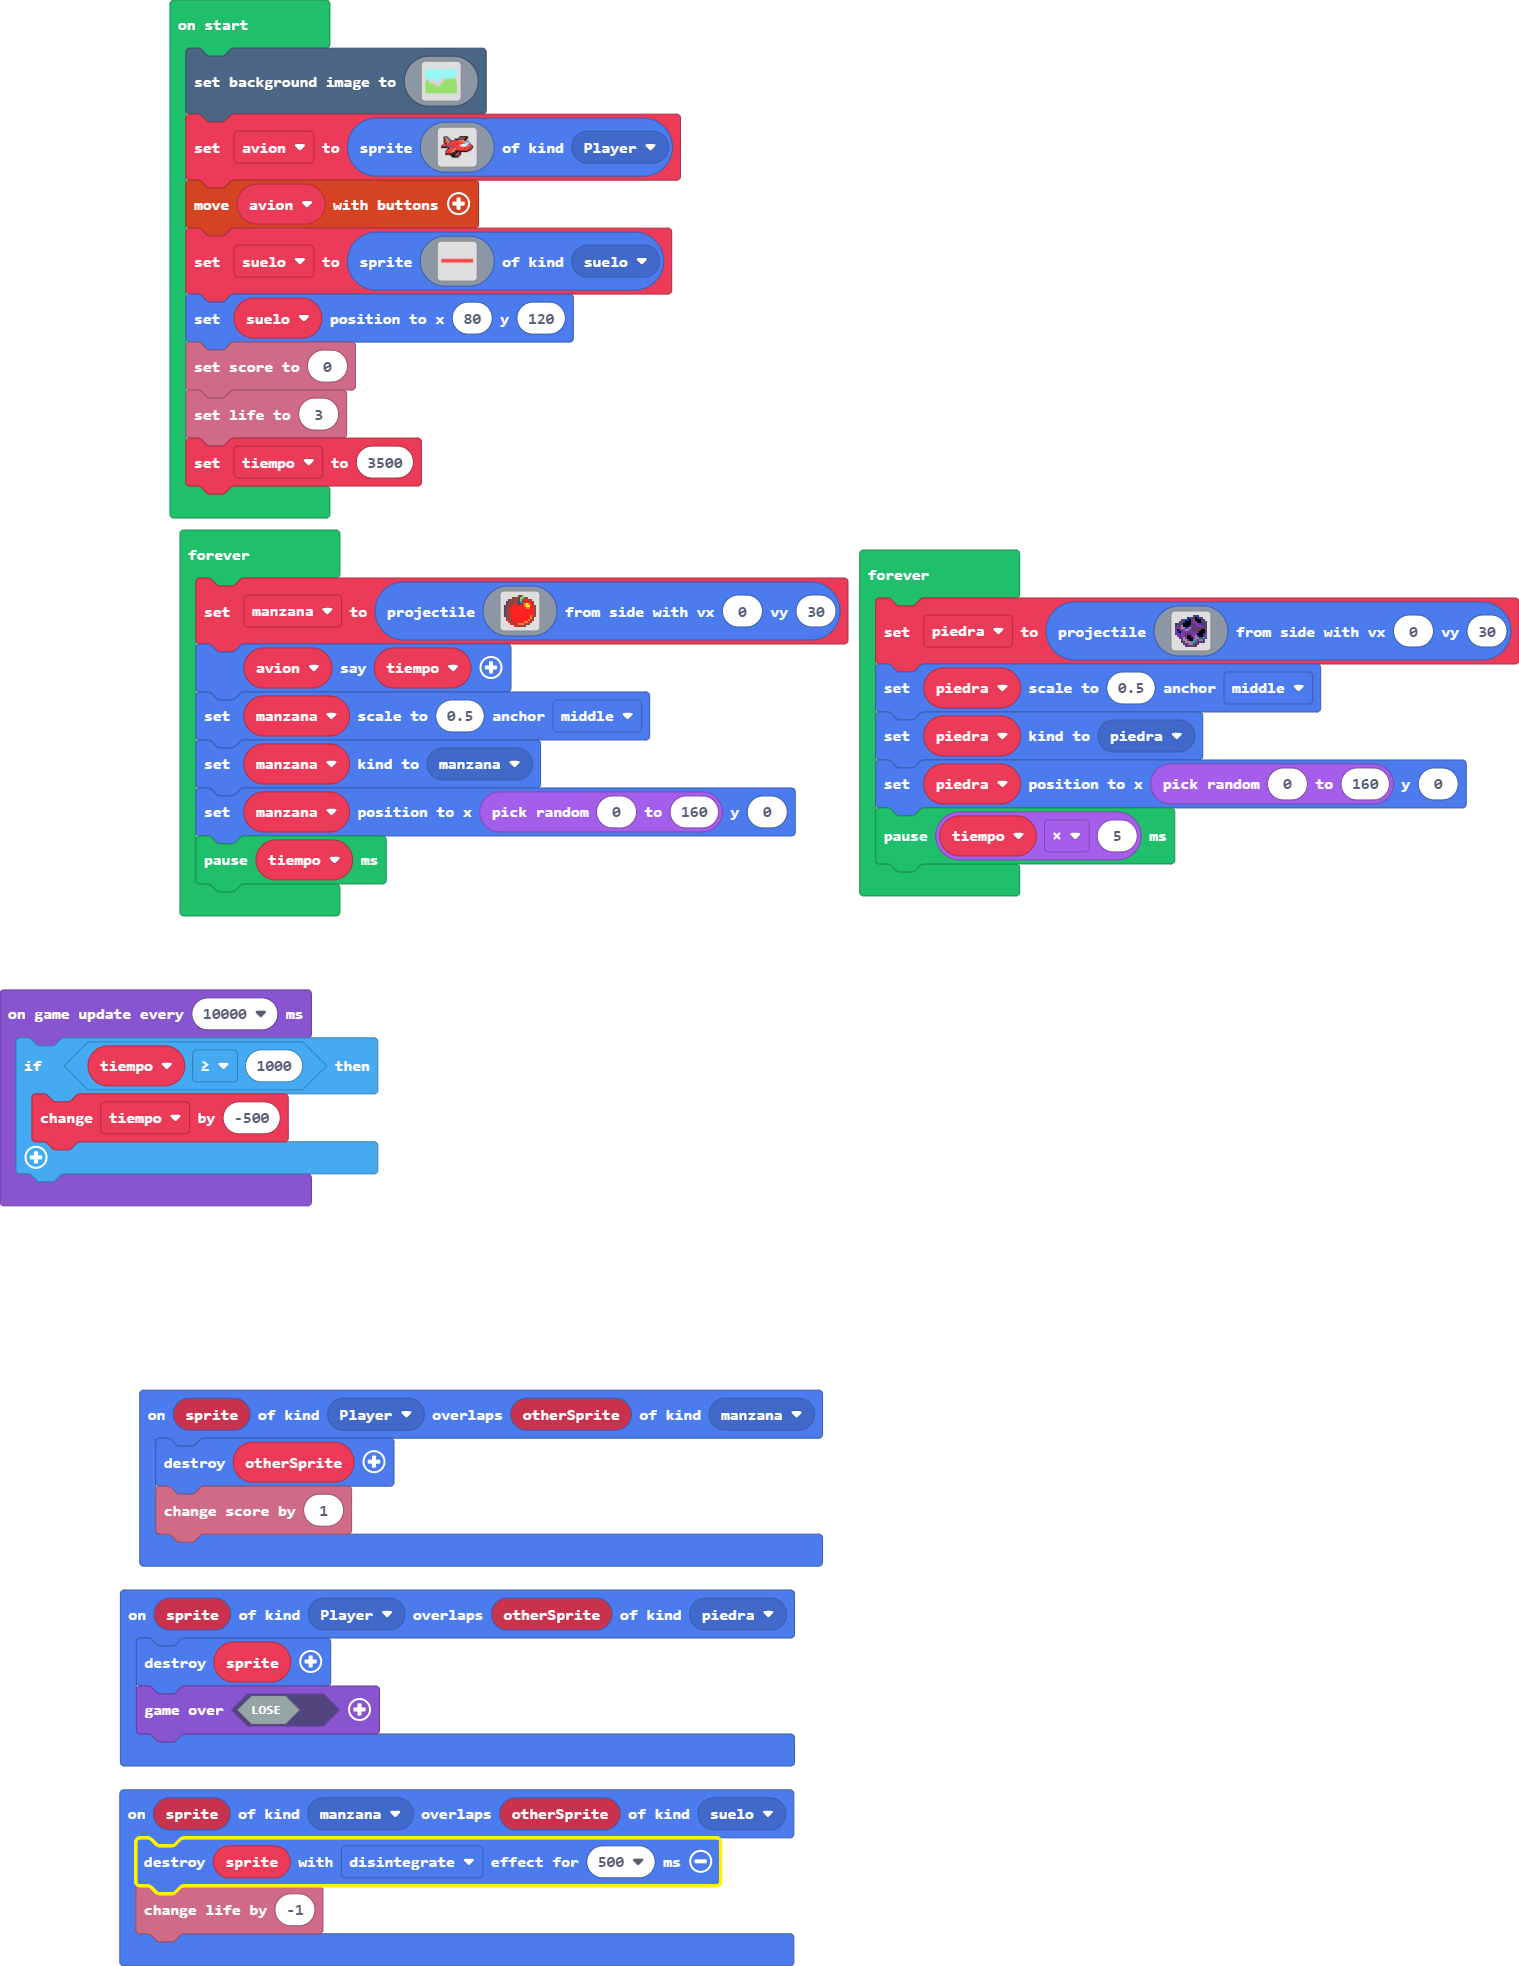 on start
set background image to
set avion to sprite of kind Player
move avion with buttons
set suelo to sprite of kind suelo
set suelo position to x 80 y 120
set score to 0
set life to 3
set tiempo to 3500
forever
set manzana to projectile from side with vx 0 vy 30
avion say tiempo
set manzana scale to 0.5 anchor middle
set manzana kind to manzana
set manzana position to x pick random 0 to 160 y 0
pause tiempo ms
forever
set piedra to projectile from side with vx 0 vy 30
set piedra scale to 0.5 anchor middle
set piedra kind to piedra
set piedra position to x pick random 0 to 160 y 0
pause tiempo × 5 ms
on game update every 10000 ms
if tiempo ≥ 1000 then
change tiempo by -500
on sprite of kind Player overlaps otherSprite of kind manzana
destroy otherSprite
change score by 1
on sprite of kind Player overlaps otherSprite of kind piedra
destroy sprite
game over LOSE
on sprite of kind manzana overlaps otherSprite of kind suelo
destroy sprite with disintegrate effect for 500 ms
change life by -1